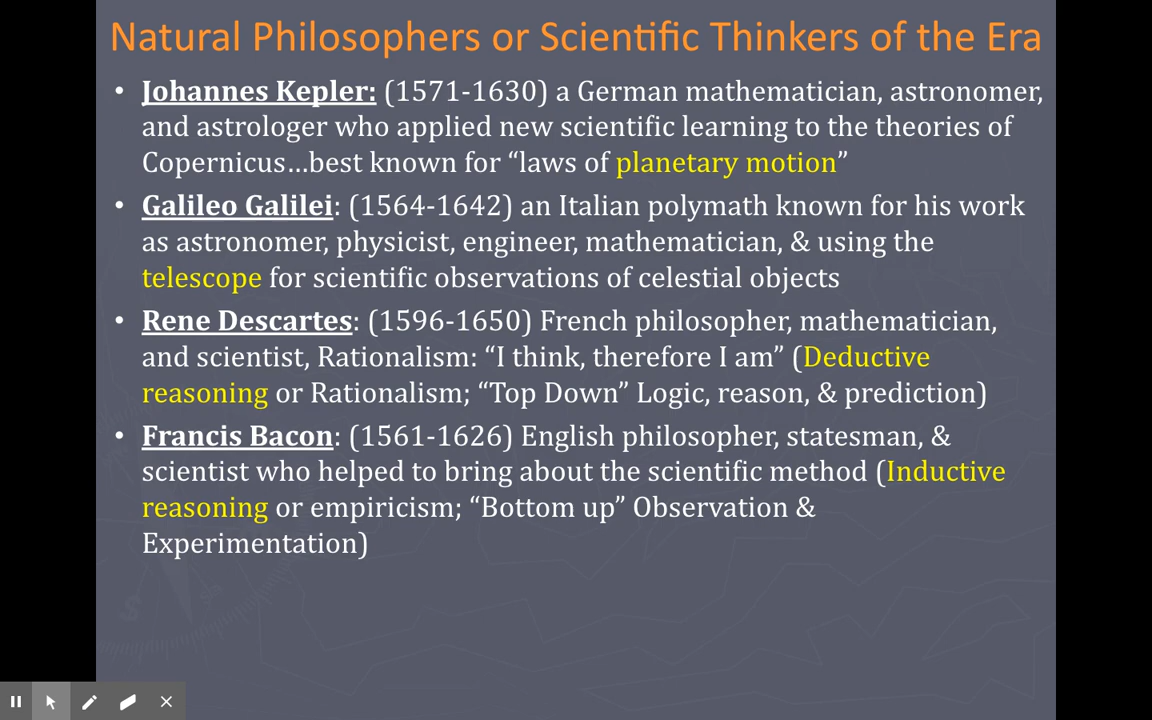 Natural Philosophers or Scientific Thinkers of the Era
• Johannes Kepler: (1571-1630) a German mathematician, astronomer,
and astrologer who applied new scientific learning to the theories of
Copernicus…best known for “laws of planetary motion”
• Galileo Galilei: (1564-1642) an Italian polymath known for his work
as astronomer, physicist, engineer, mathematician, & using the
telescope for scientific observations of celestial objects
• Rene Descartes: (1596-1650) French philosopher, mathematician,
and scientist, Rationalism: “I think, therefore I am” (Deductive
reasoning or Rationalism; “Top Down” Logic, reason, & prediction)
• Francis Bacon: (1561-1626) English philosopher, statesman, &
scientist who helped to bring about the scientific method (Inductive
reasoning or empiricism; “Bottom up” Observation &
Experimentation)